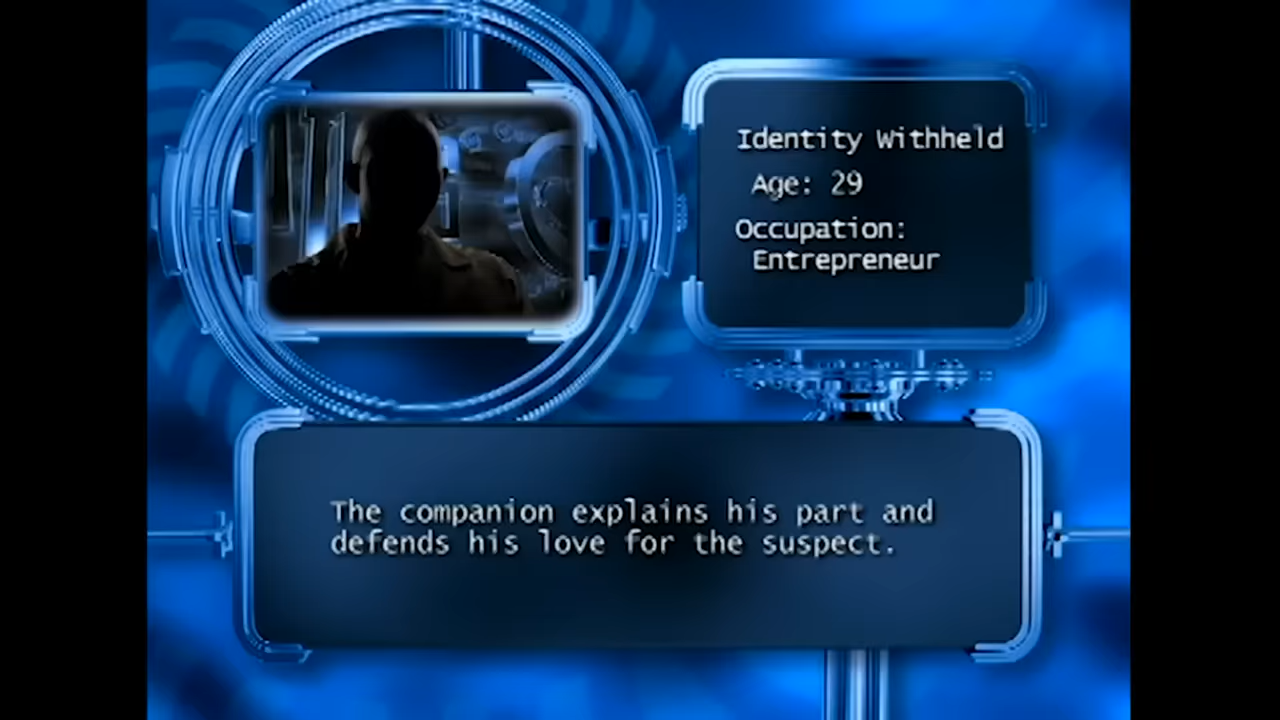 Identity Withheld
Age: 29
Occupation:
Entrepreneur
The companion explains his part and
defends his love for the suspect.